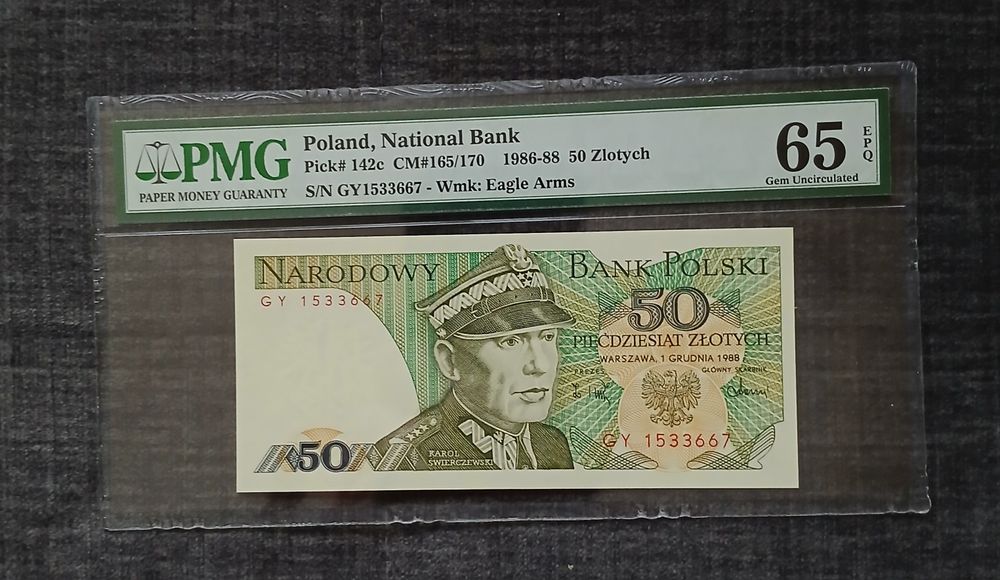 PMG
PAPER MONEY GUARANTY
Poland, National Bank
Pick# 142c CM#165/170 1986-88 50 Zlotych
S/N GY1533667 - Wmk: Eagle Arms
65 EPQ
Gem Uncirculated
NARODOWY BANK POLSKI
GY 1533667
50
PIĘĆDZIESIĄT ZŁOTYCH
WARSZAWA, 1 GRUDNIA 1988
PREZES GŁÓWNY SKARBNIK
GY 1533667
50
KAROL
ŚWIERCZEWSKI